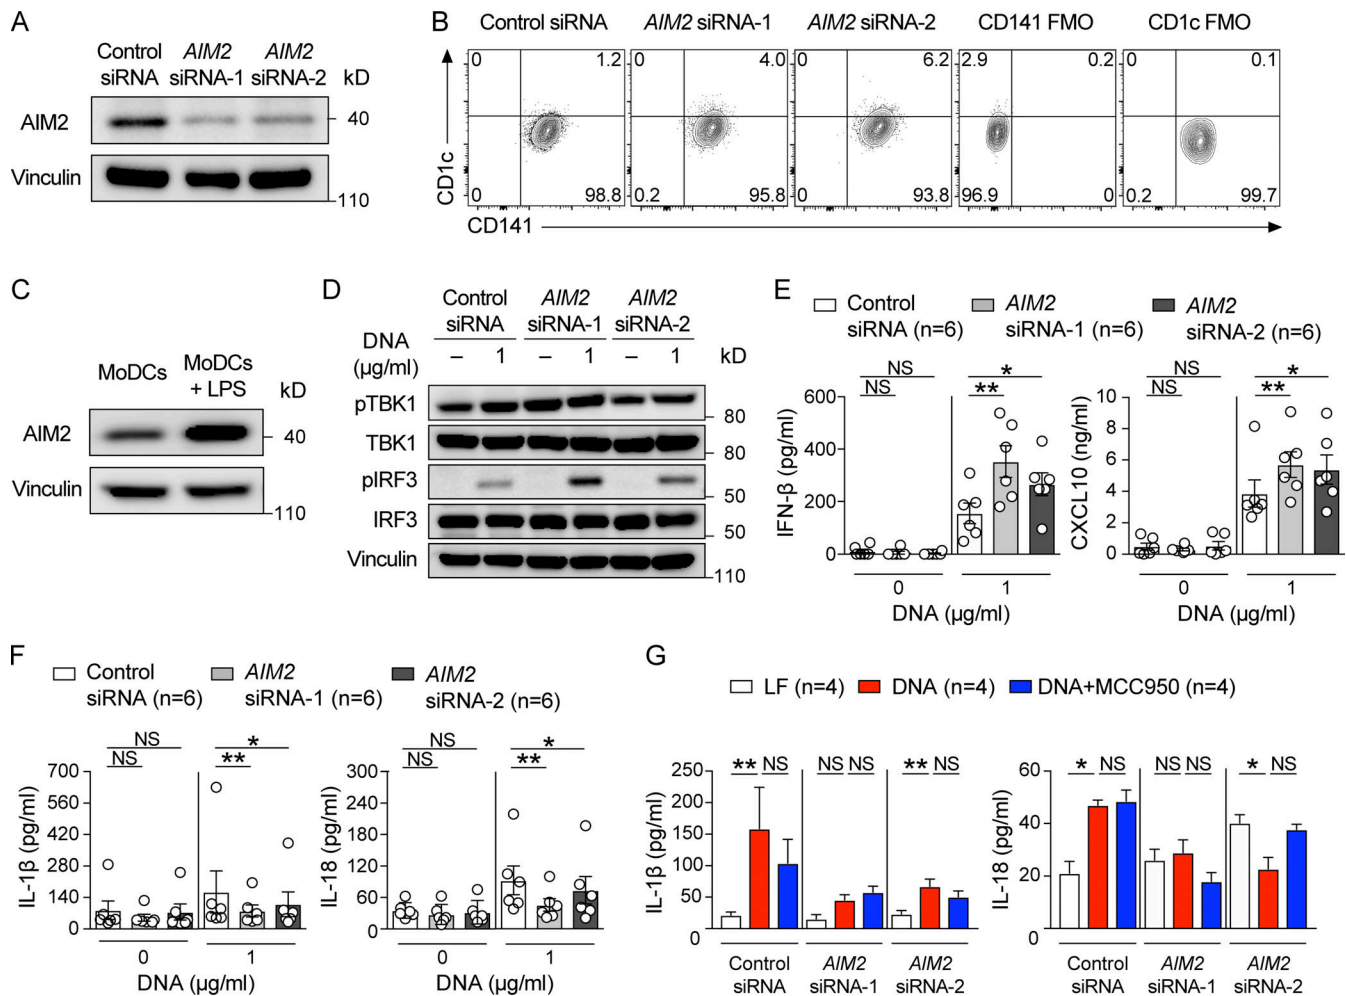 A
Control siRNA
AIM2 siRNA-1
AIM2 siRNA-2
kD
AIM2
40
Vinculin
110
B
Control siRNA
AIM2 siRNA-1
AIM2 siRNA-2
CD141 FMO
CD1c FMO
0 1.2
0 4.0
0 6.2
2.9 0
0 0.1
0 98.8
0.2 95.8
0 93.8
96.9 0
0.2 99.7
CD1c
CD141
C
MoDCs
MoDCs + LPS
kD
AIM2
40
Vinculin
110
D
Control siRNA
AIM2 siRNA-1
AIM2 siRNA-2
DNA (µg/ml)
– 1 – 1 – 1
kD
pTBK1
80
TBK1
80
pIRF3
50
IRF3
50
Vinculin
110
E
Control siRNA (n=6)
AIM2 siRNA-1 (n=6)
AIM2 siRNA-2 (n=6)
NS
NS
*
**
IFN-β (pg/ml)
600
400
200
0
0 1
DNA (µg/ml)
NS
NS
*
**
CXCL10 (ng/ml)
10
8
6
4
2
0
0 1
DNA (µg/ml)
F
Control siRNA (n=6)
AIM2 siRNA-1 (n=6)
AIM2 siRNA-2 (n=6)
NS
NS
*
**
IL-1β (pg/ml)
700
560
420
280
140
0
0 1
DNA (µg/ml)
NS
NS
*
**
IL-18 (pg/ml)
300
240
180
120
60
0
0 1
DNA (µg/ml)
G
LF (n=4)
DNA (n=4)
DNA+MCC950 (n=4)
** NS NS NS ** NS
IL-1β (pg/ml)
250
200
150
100
50
0
Control siRNA
AIM2 siRNA-1
AIM2 siRNA-2
* NS NS NS * NS
IL-18 (pg/ml)
60
40
20
0
Control siRNA
AIM2 siRNA-1
AIM2 siRNA-2